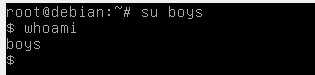 root@debian:~# su boys
$ whoami
boys
$